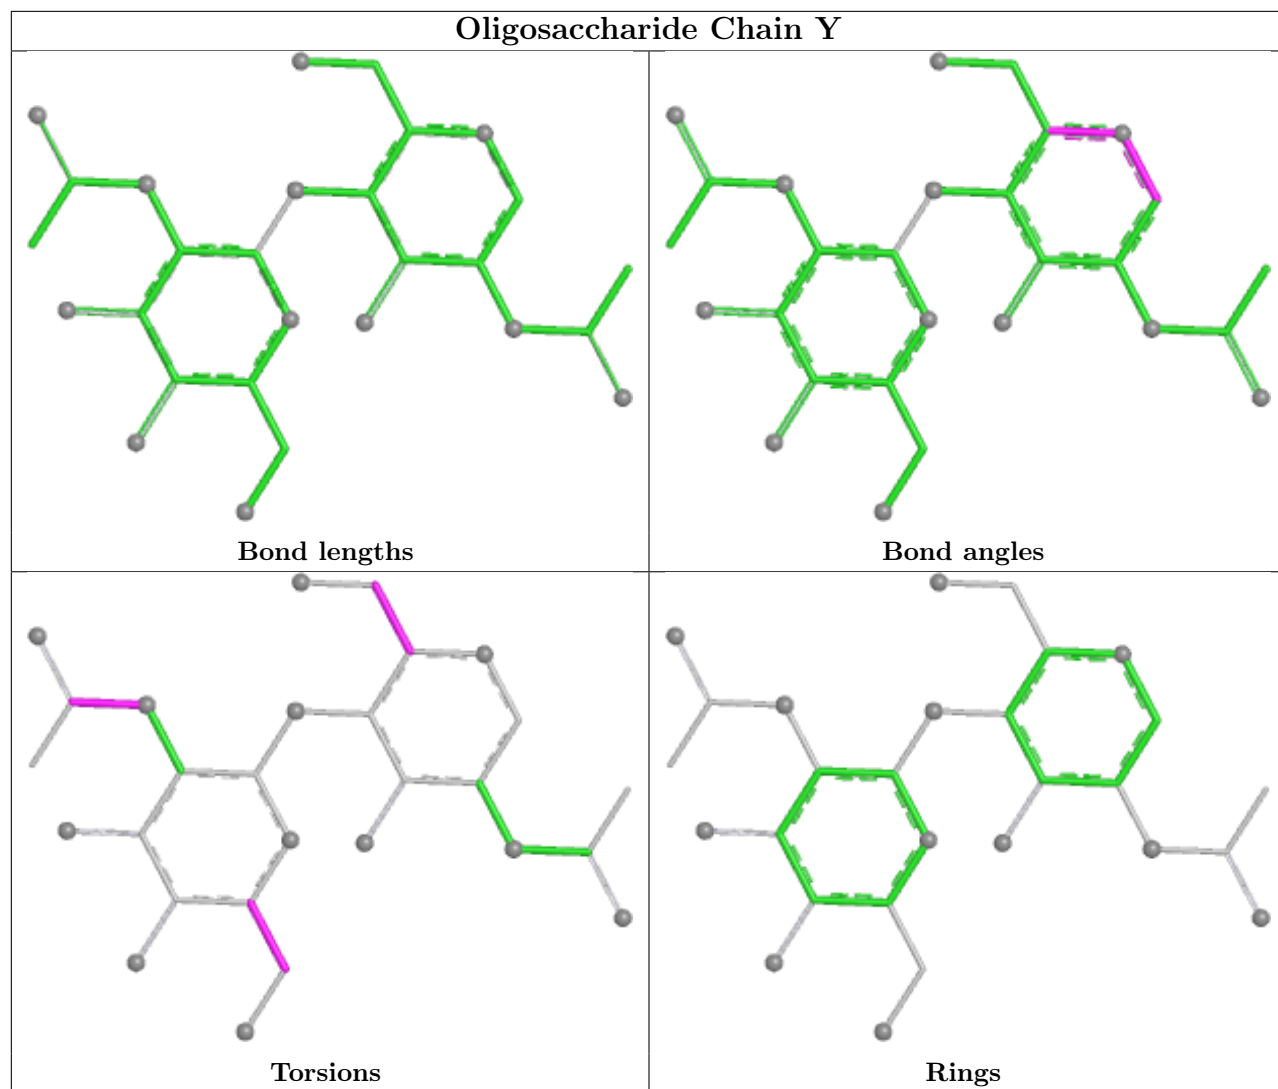 Oligosaccharide Chain Y
Bond lengths
Bond angles
Torsions
Rings